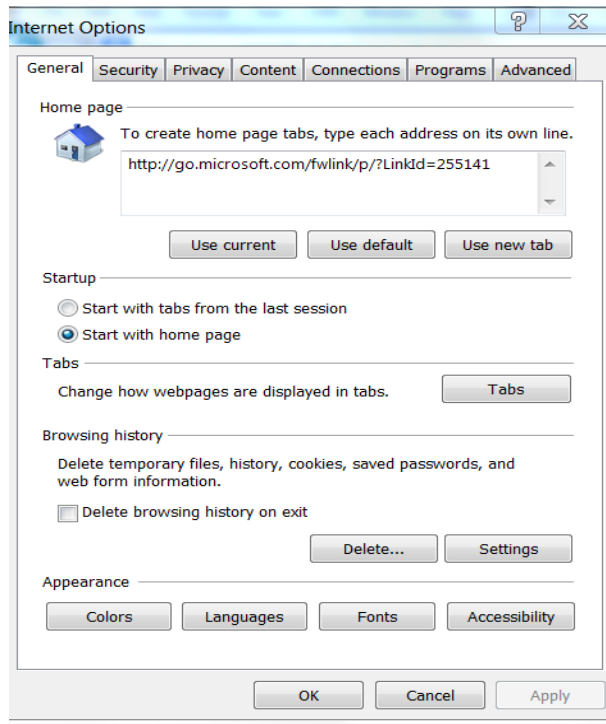 Internet Options
General Security Privacy Content Connections Programs Advanced
Home page
To create home page tabs, type each address on its own line.
http://go.microsoft.com/fwlink/p/?LinkId=255141
Use current Use default Use new tab
Startup
Start with tabs from the last session
Start with home page
Tabs
Change how webpages are displayed in tabs.
Tabs
Browsing history
Delete temporary files, history, cookies, saved passwords, and
web form information.
Delete browsing history on exit
Delete... Settings
Appearance
Colors Languages Fonts Accessibility
OK Cancel Apply